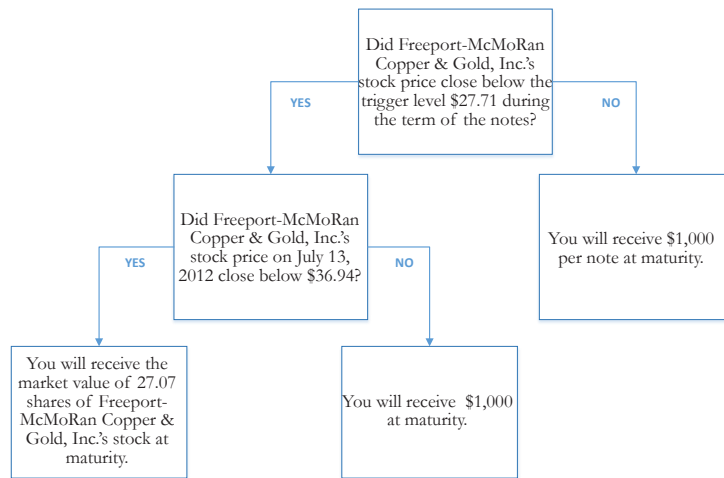 Did Freeport-McMoRan
Copper & Gold, Inc.'s
stock price close below the
trigger level $27.71 during
the term of the notes?
YES
NO
Did Freeport-McMoRan
Copper & Gold, Inc.'s
stock price on July 13,
2012 close below $36.94?
You will receive $1,000
per note at maturity.
YES
NO
You will receive the
market value of 27.07
shares of Freeport-
McMoRan Copper &
Gold, Inc.'s stock at
maturity.
You will receive $1,000
at maturity.